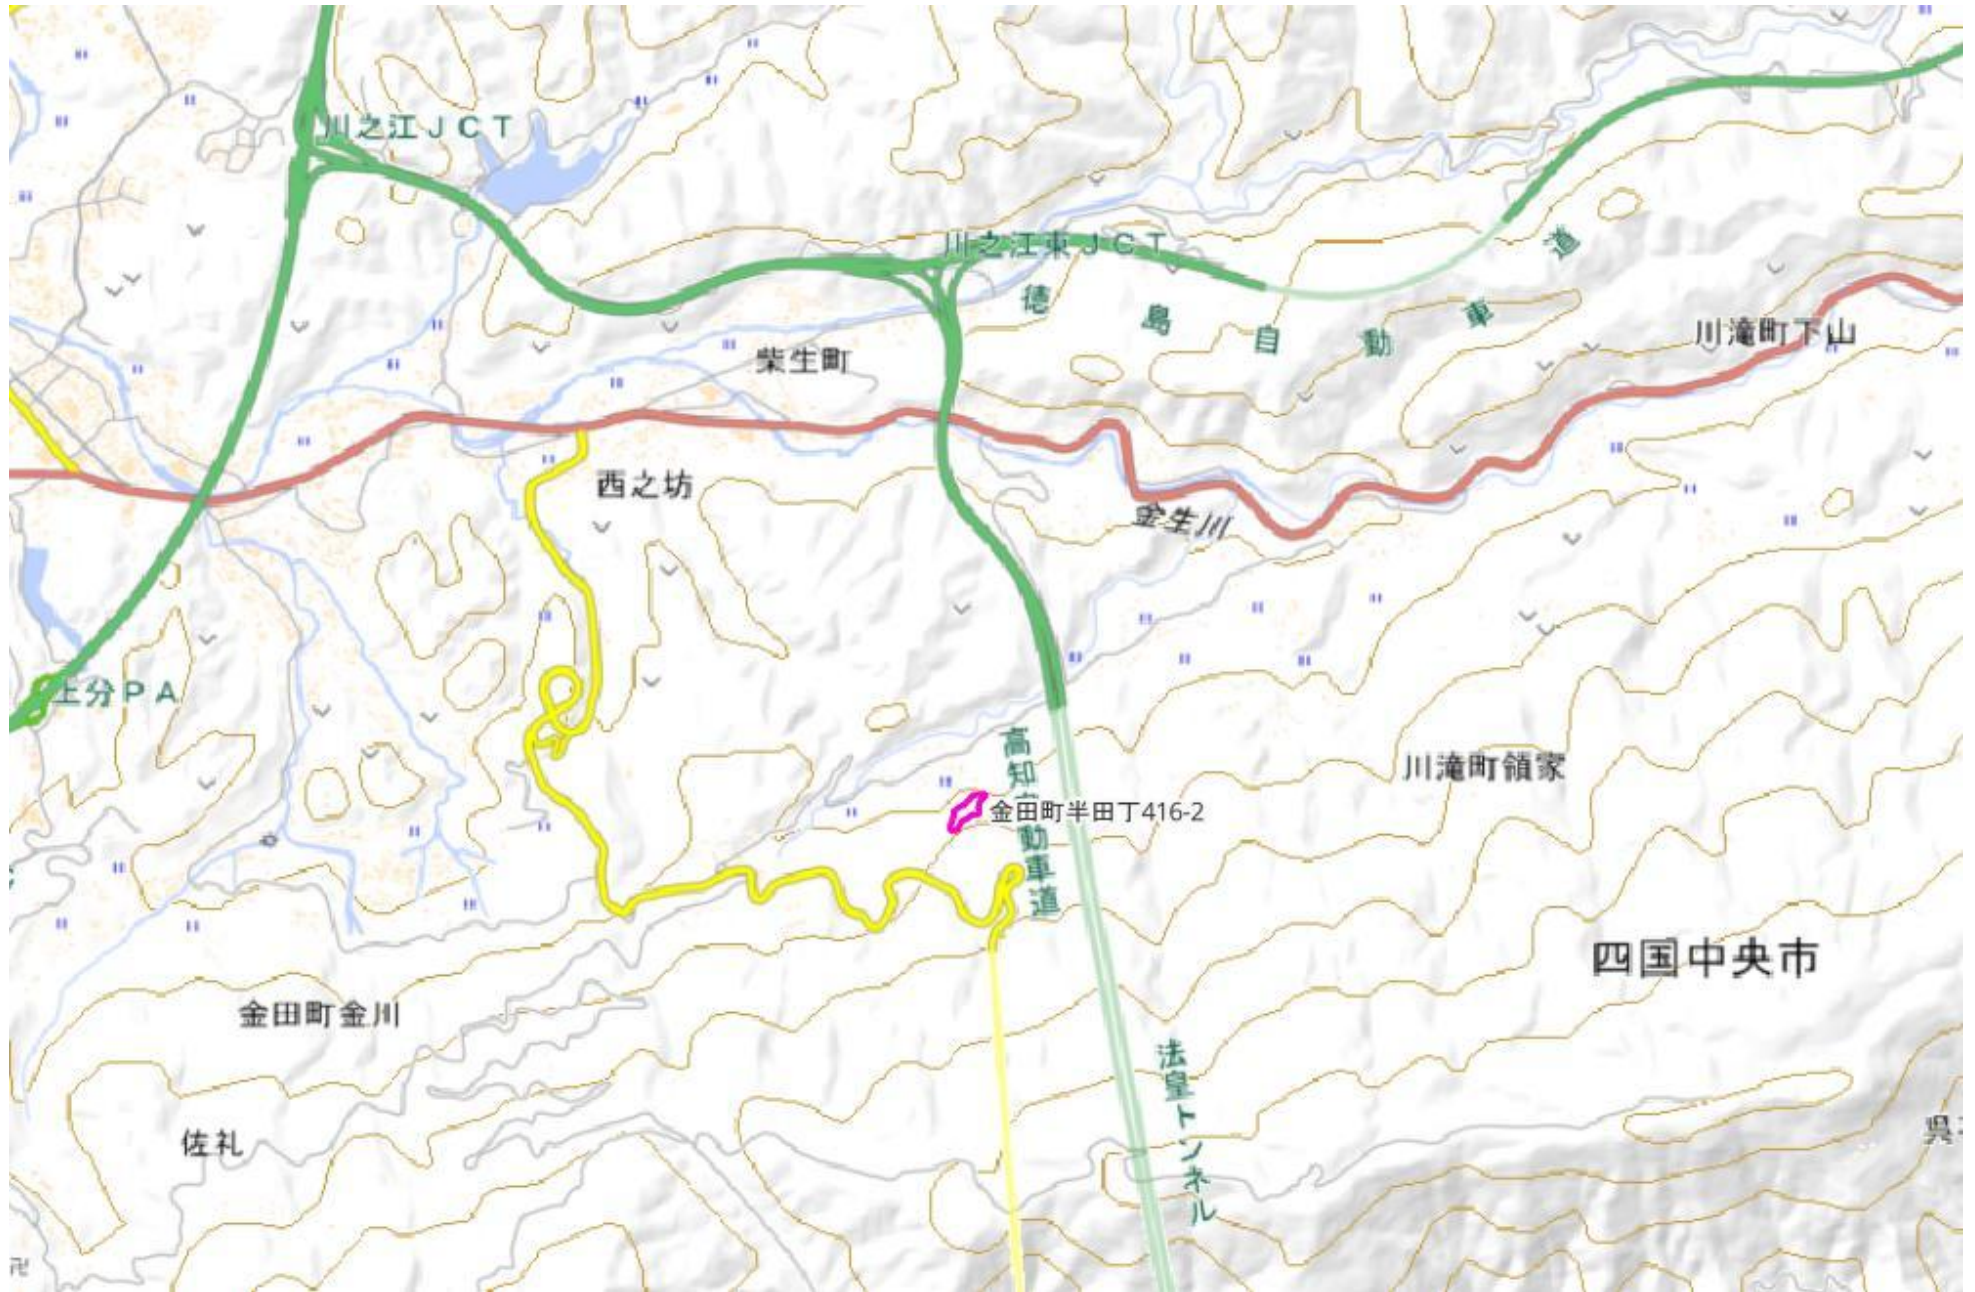 川之江ＪＣＴ
川之江東ＪＣＴ
徳島自動車道
川滝町下山
柴生町
西之坊
金生川
上分ＰＡ
高知自動車道
川滝町領家
金田町半田丁416-2
四国中央市
金田町金川
法皇トンネル
佐礼